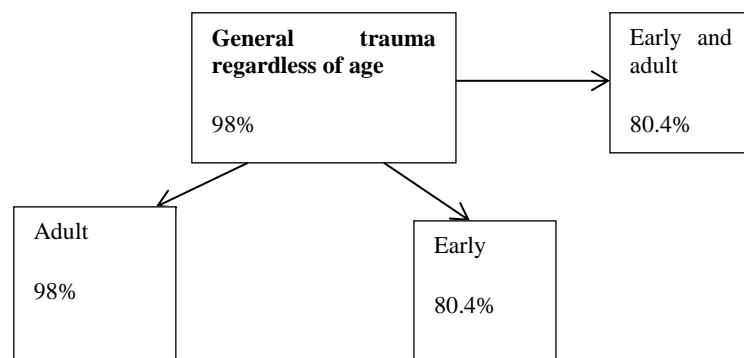 General trauma
regardless of age
98%
Early and
adult
80.4%
Adult
98%
Early
80.4%